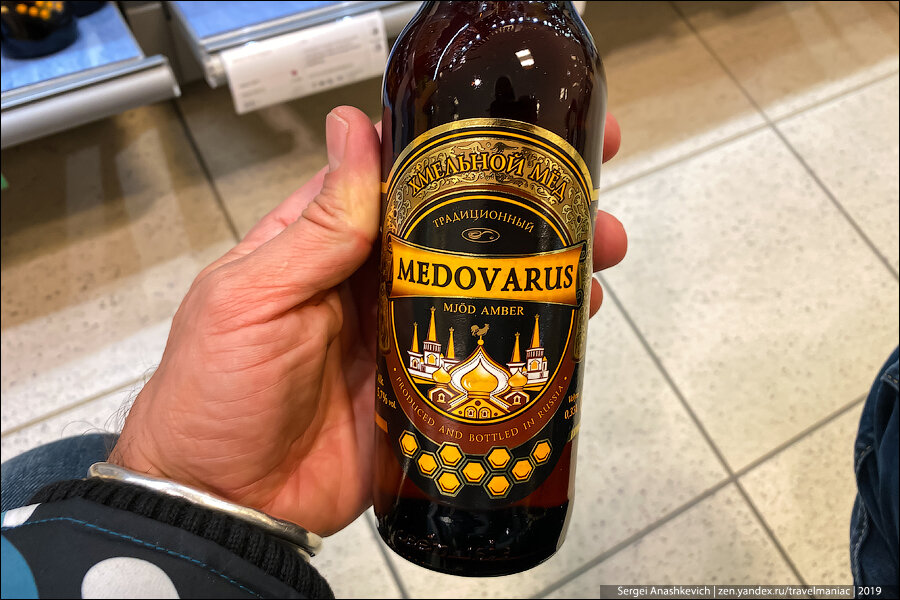 ХМЕЛЬНОЙ МЁД
ТРАДИЦИОННЫЙ
MEDOVARUS
MJÖD AMBER
• PRODUCED AND BOTTLED IN RUSSIA •
Sergei Anashkevich | zen.yandex.ru/travelmaniac | 2019